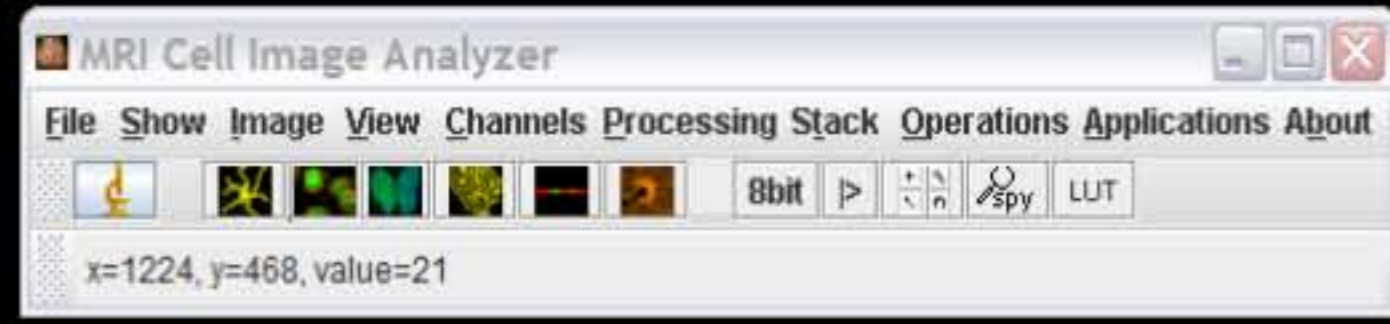 MRI Cell Image Analyzer
File Show Image View Channels Processing Stack Operations Applications About
8bit |> spy LUT
x=1224, y=468, value=21